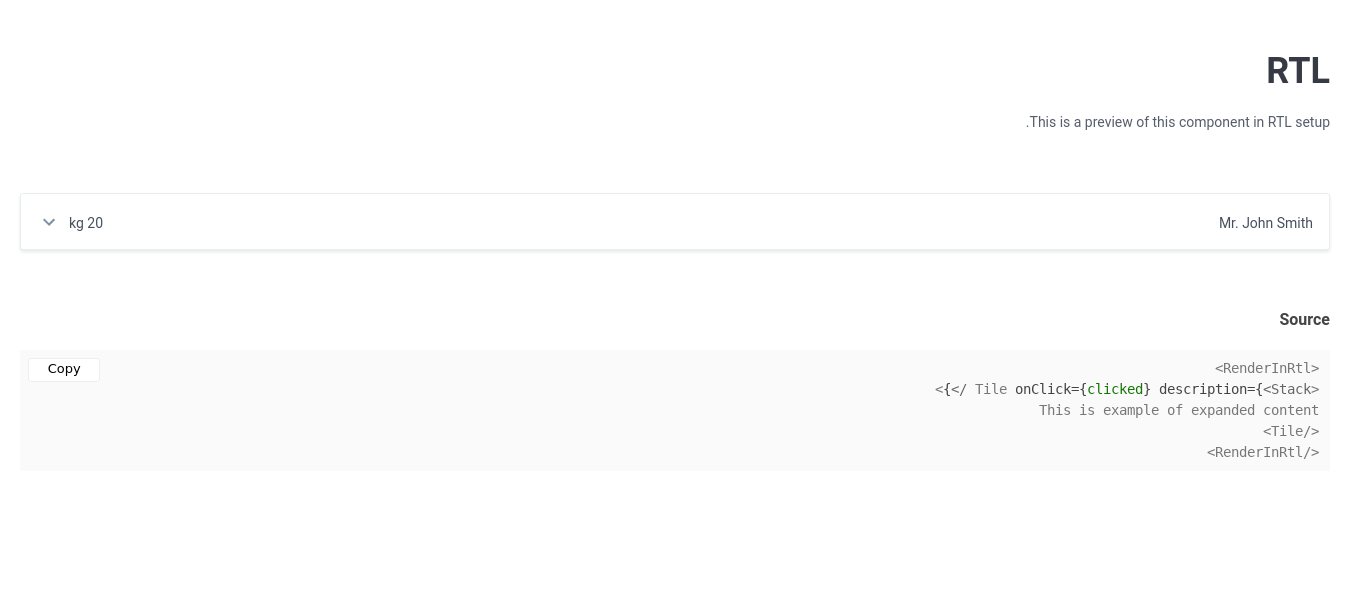 RTL
.This is a preview of this component in RTL setup
Mr. John Smith
kg 20
Source
Copy
<RenderInRtl>
<{</ Tile onClick={clicked} description={<Stack>
This is example of expanded content
<Tile/>
<RenderInRtl/>